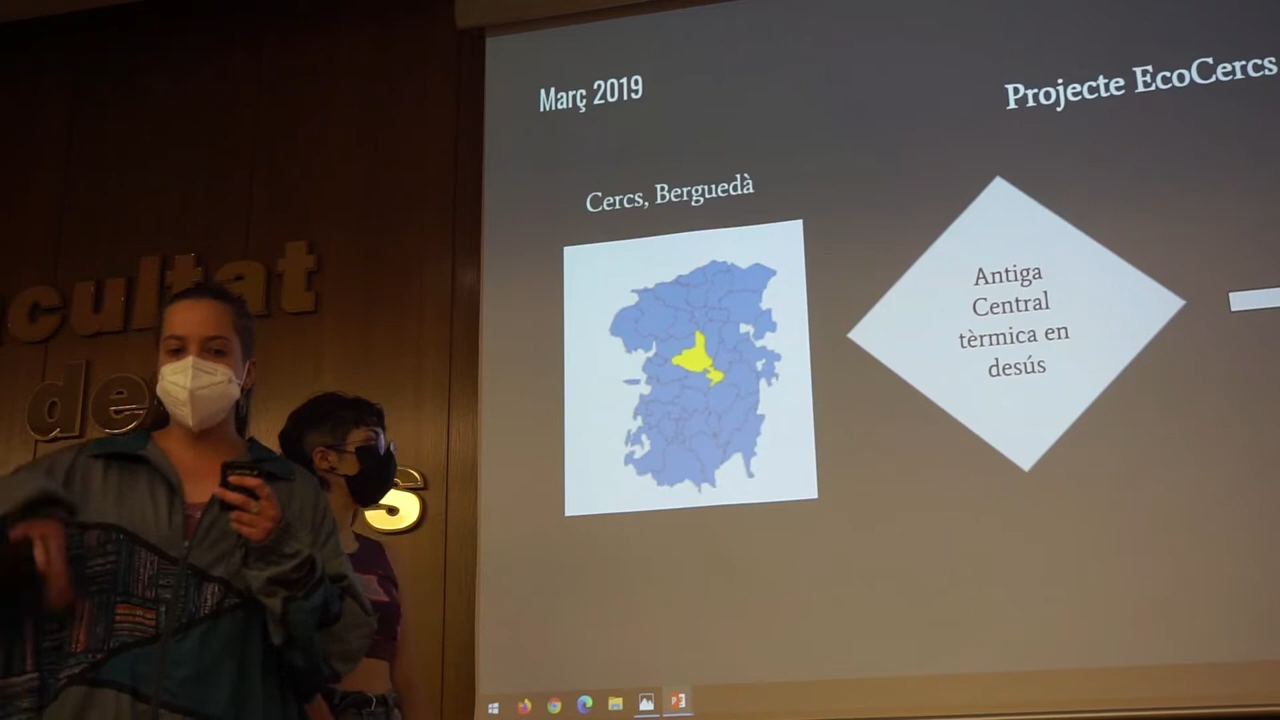 Març 2019
Projecte EcoCercs
Cercs, Berguedà
Antiga
Central
tèrmica en
desús
cultat
de
s